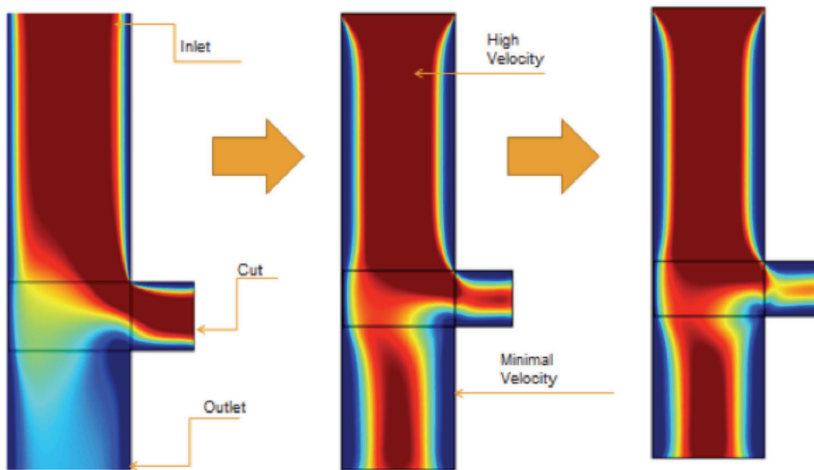 Inlet
High
Velocity
Cut
Minimal
Velocity
Outlet